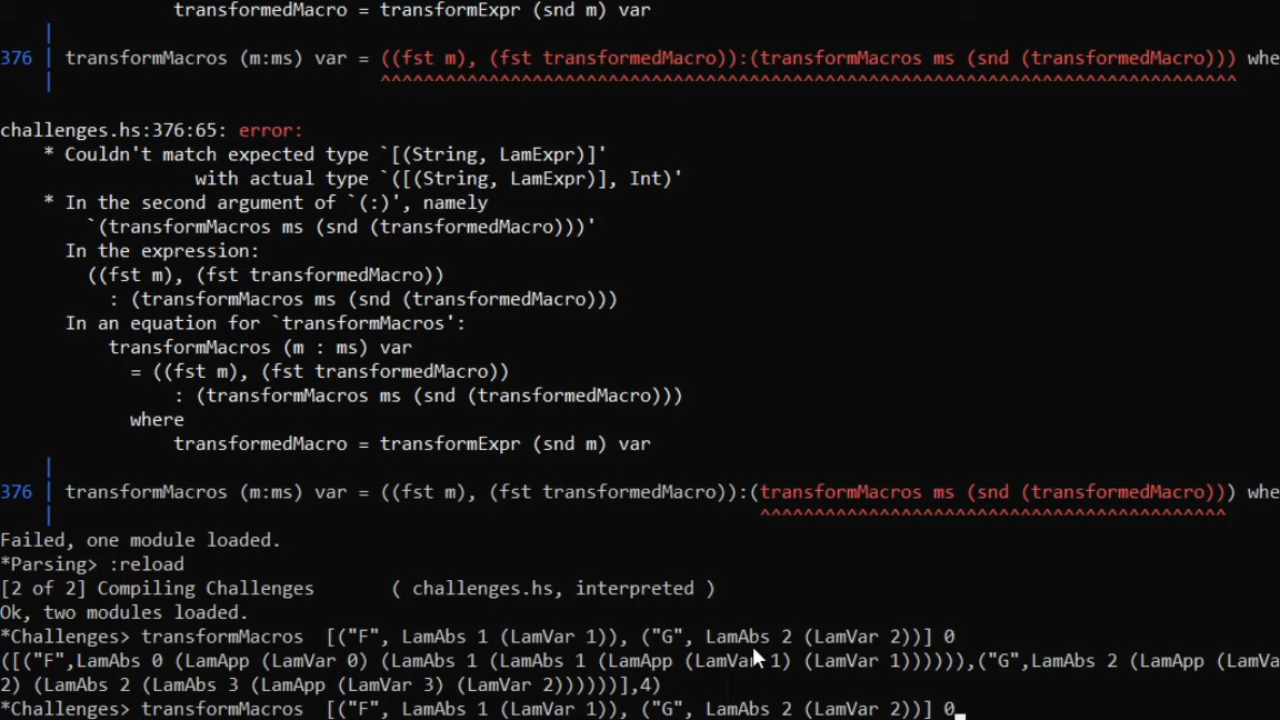 transformedMacro = transformExpr (snd m) var
|
376 | transformMacros (m:ms) var = ((fst m), (fst transformedMacro)):(transformMacros ms (snd (transformedMacro))) whe
| ^^^^^^^^^^^^^^^^^^^^^^^^^^^^^^^^^^^^^^^^^^^^^^^^^^^^^^^^^^^^^^^^^^^^^^^^^^^^^^^
challenges.hs:376:65: error:
* Couldn't match expected type `[(String, LamExpr)]'
with actual type `([(String, LamExpr)], Int)'
* In the second argument of `(:)', namely
`(transformMacros ms (snd (transformedMacro)))'
In the expression:
((fst m), (fst transformedMacro))
: (transformMacros ms (snd (transformedMacro)))
In an equation for `transformMacros':
transformMacros (m : ms) var
= ((fst m), (fst transformedMacro))
: (transformMacros ms (snd (transformedMacro)))
where
transformedMacro = transformExpr (snd m) var
|
376 | transformMacros (m:ms) var = ((fst m), (fst transformedMacro)):(transformMacros ms (snd (transformedMacro))) whe
| ^^^^^^^^^^^^^^^^^^^^^^^^^^^^^^^^^^^^^^^^^^^
Failed, one module loaded.
*Parsing> :reload
[2 of 2] Compiling Challenges ( challenges.hs, interpreted )
Ok, two modules loaded.
*Challenges> transformMacros [("F", LamAbs 1 (LamVar 1)), ("G", LamAbs 2 (LamVar 2))] 0
([("F",LamAbs 0 (LamApp (LamVar 0) (LamAbs 1 (LamAbs 1 (LamApp (LamVar 1) (LamVar 1)))))),("G",LamAbs 2 (LamApp (LamVa
2) (LamAbs 2 (LamAbs 3 (LamApp (LamVar 3) (LamVar 2))))))],4)
*Challenges> transformMacros [("F", LamAbs 1 (LamVar 1)), ("G", LamAbs 2 (LamVar 2))] 0_